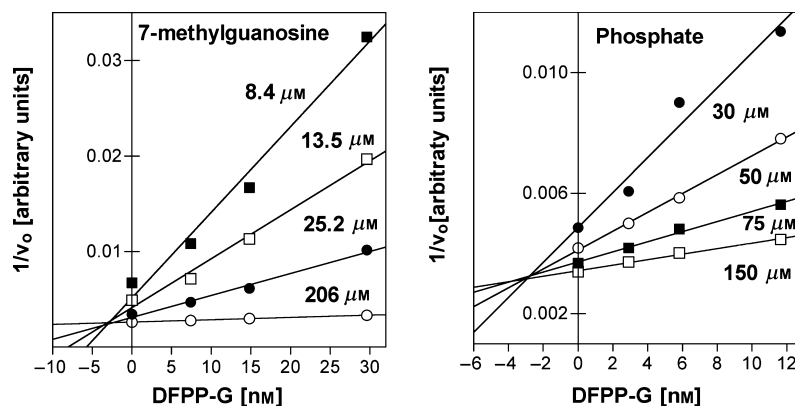 7-methylguanosine
1/vo [arbitrary units]
0.03
0.02
0.01
8.4 μM
13.5 μM
25.2 μM
206 μM
−10 −5 0 5 10 15 20 25 30
DFPP-G [nM]
Phosphate
1/vo[arbitraty units]
0.010
0.006
0.002
30 μM
50 μM
75 μM
150 μM
−6 −4 −2 0 2 4 6 8 10 12
DFPP-G [nM]